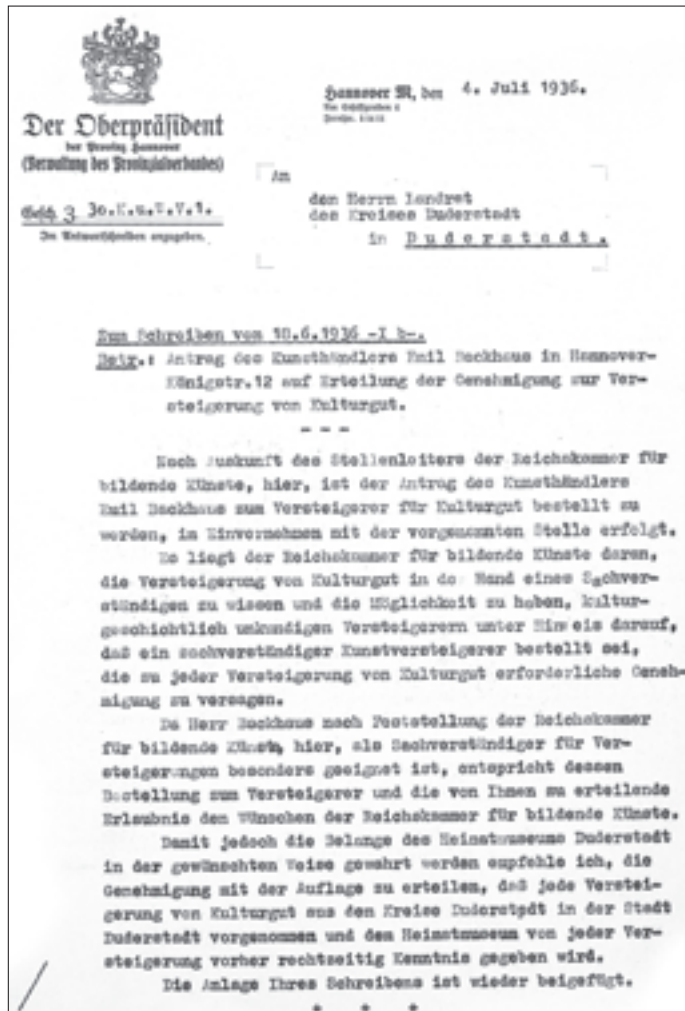 Der Oberpräsident
der Provinz Hannover
(Verwaltung des Provinzialverbandes)
Gesch. 3 30.K.u.T.V.1.
Im Antwortschreiben anzugeben.
Hannover M, den 4. Juli 1936.
An
den Herrn Landrat
des Kreises Duderstadt
in Duderstadt.
Zum Schreiben vom 10.6.1936 -I b-.
Betr.: Antrag des Kunsthändlers Emil Backhaus in Hannover-
Königstr.12 auf Erteilung der Genehmigung zur Ver-
steigerung von Kulturgut.
- - -
Nach Auskunft des Stellenleiters der Reichskammer für
bildende Künste, hier, ist der Antrag des Kunsthändlers
Emil Backhaus zum Versteigerer für Kulturgut bestellt zu
werden, im Einvernehmen mit der vorgenannten Stelle erfolgt.
Es liegt der Reichskammer für bildende Künste daran,
die Versteigerung von Kulturgut in der Hand eines Sachver-
ständigen zu wissen und die Möglichkeit zu haben, kultur-
geschichtlich unkundigen Versteigerern unter Hinweis darauf,
daß ein sachverständiger Kunstversteigerer bestellt sei,
die zu jeder Versteigerung von Kulturgut erforderliche Geneh-
migung zu versagen.
Da Herr Backhaus nach Feststellung der Reichskammer
für bildende Künste, hier, als Sachverständiger für Ver-
steigerungen besonders geeignet ist, entspricht dessen
Bestellung zum Versteigerer und die von Ihnen zu erteilende
Erlaubnis den Wünschen der Reichskammer für bildende Künste.
Damit jedoch die Belange des Heimatmuseums Duderstadt
in der gewünschten Weise gewahrt werden empfehle ich, die
Genehmigung mit der Auflage zu erteilen, daß jede Verstei-
gerung von Kulturgut aus dem Kreise Duderstadt in der Stadt
Duderstadt vorgenommen und dem Heimatmuseum von jeder Ver-
steigerung vorher rechtzeitig Kenntnis gegeben wird.
Die Anlage Ihres Schreibens ist wieder beigefügt.